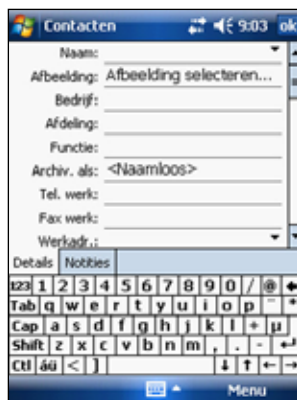 Contacten 9:03 ok
Naam:
Afbeelding: Afbeelding selecteren...
Bedrijf:
Afdeling:
Functie:
Archiv. als: <Naamloos>
Tel. werk:
Fax werk:
Werkadr.:
Details Notities
123 1 2 3 4 5 6 7 8 9 0 / @
Tab q w e r t y u i o p ¨ *
Cap a s d f g h j k l + µ
Shift z x c v b n m , . -
Ctl áü < ]
Menu